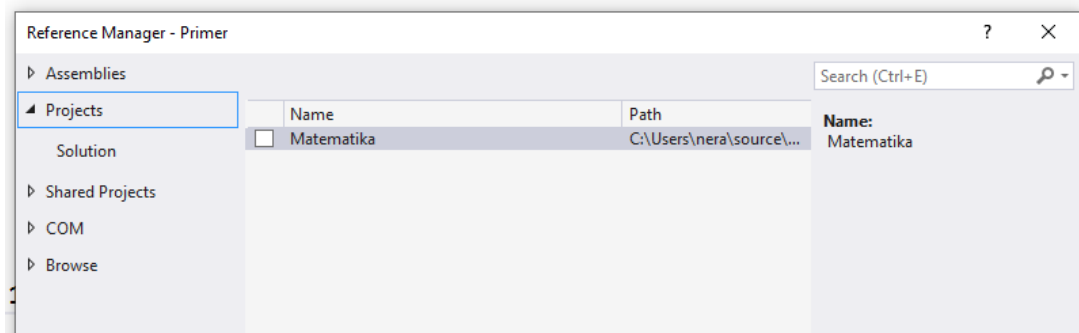 Reference Manager - Primer
?
Assemblies
Search (Ctrl+E)
Projects
Name Path
Name:
Matematika C:\Users\nera\source\...
Matematika
Solution
Shared Projects
COM
Browse